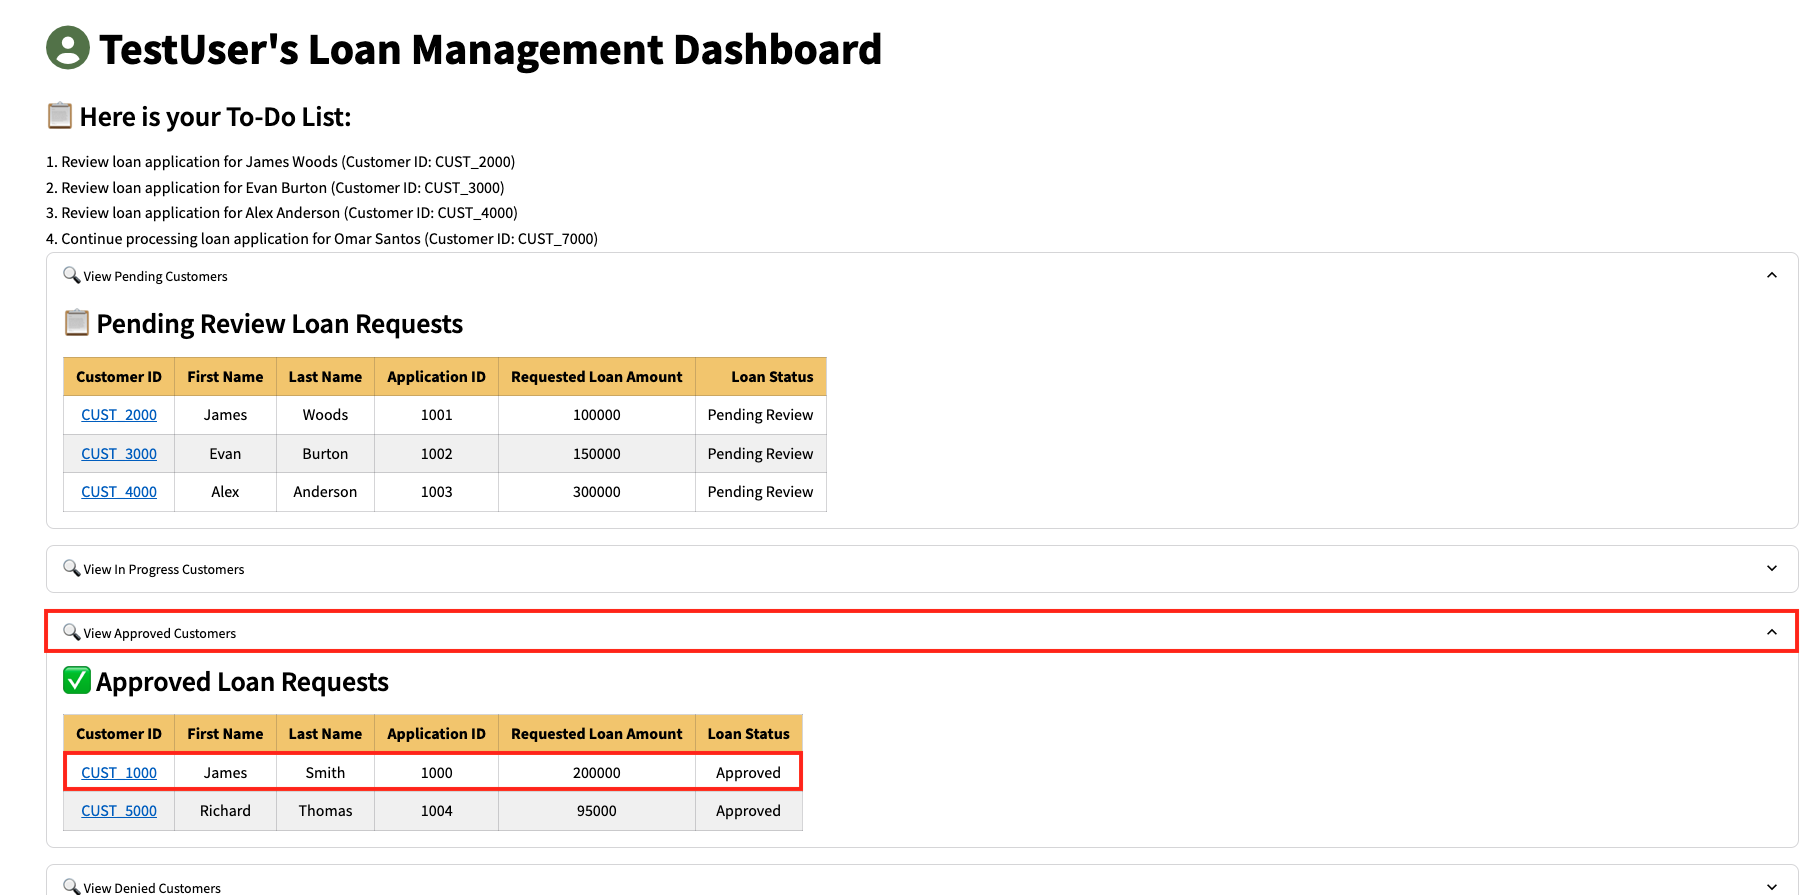 TestUser's Loan Management Dashboard
Here is your To-Do List:
1. Review loan application for James Woods (Customer ID: CUST_2000)
2. Review loan application for Evan Burton (Customer ID: CUST_3000)
3. Review loan application for Alex Anderson (Customer ID: CUST_4000)
4. Continue processing loan application for Omar Santos (Customer ID: CUST_7000)
View Pending Customers
Pending Review Loan Requests
Customer ID First Name Last Name Application ID Requested Loan Amount Loan Status
CUST_2000 James Woods 1001 100000 Pending Review
CUST_3000 Evan Burton 1002 150000 Pending Review
CUST_4000 Alex Anderson 1003 300000 Pending Review
View In Progress Customers
View Approved Customers
Approved Loan Requests
Customer ID First Name Last Name Application ID Requested Loan Amount Loan Status
CUST_1000 James Smith 1000 200000 Approved
CUST_5000 Richard Thomas 1004 95000 Approved
View Denied Customers